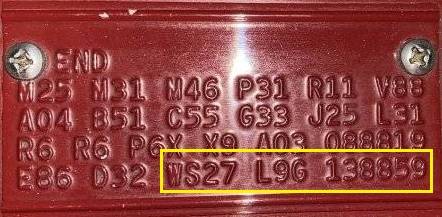 END
M25 M31 M46 P31 R11 V88
A04 B51 C55 G33 J25 L31
R6 R6 P6X X9 A03 088819
E86 D32 WS27 L9G 138859